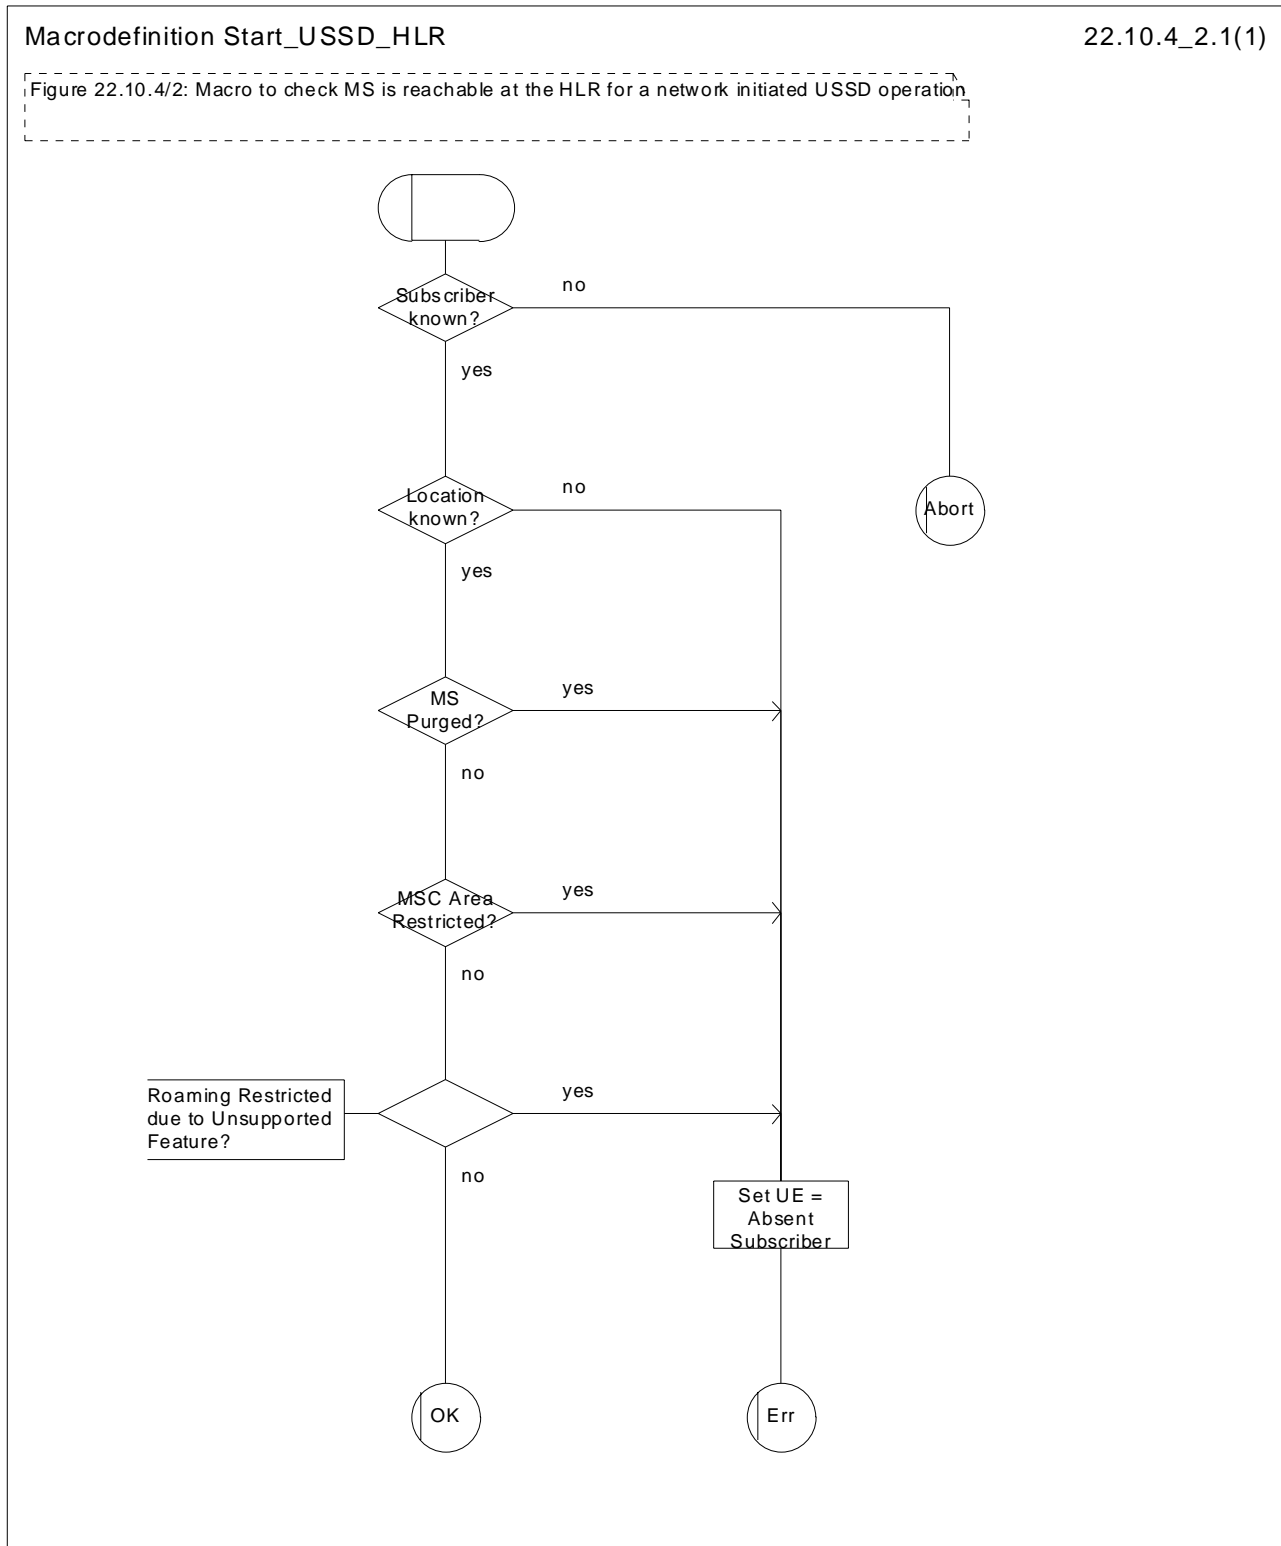 Macrodefinition Start_USSD_HLR
22.10.4_2.1(1)
Figure 22.10.4/2: Macro to check MS is reachable at the HLR for a network initiated USSD operation
Subscriber
known?
no
yes
Location
known?
no
Abort
yes
MS
Purged?
yes
no
MSC Area
Restricted?
yes
no
Roaming Restricted
due to Unsupported
Feature?
yes
no
Set UE =
Absent
Subscriber
OK
Err